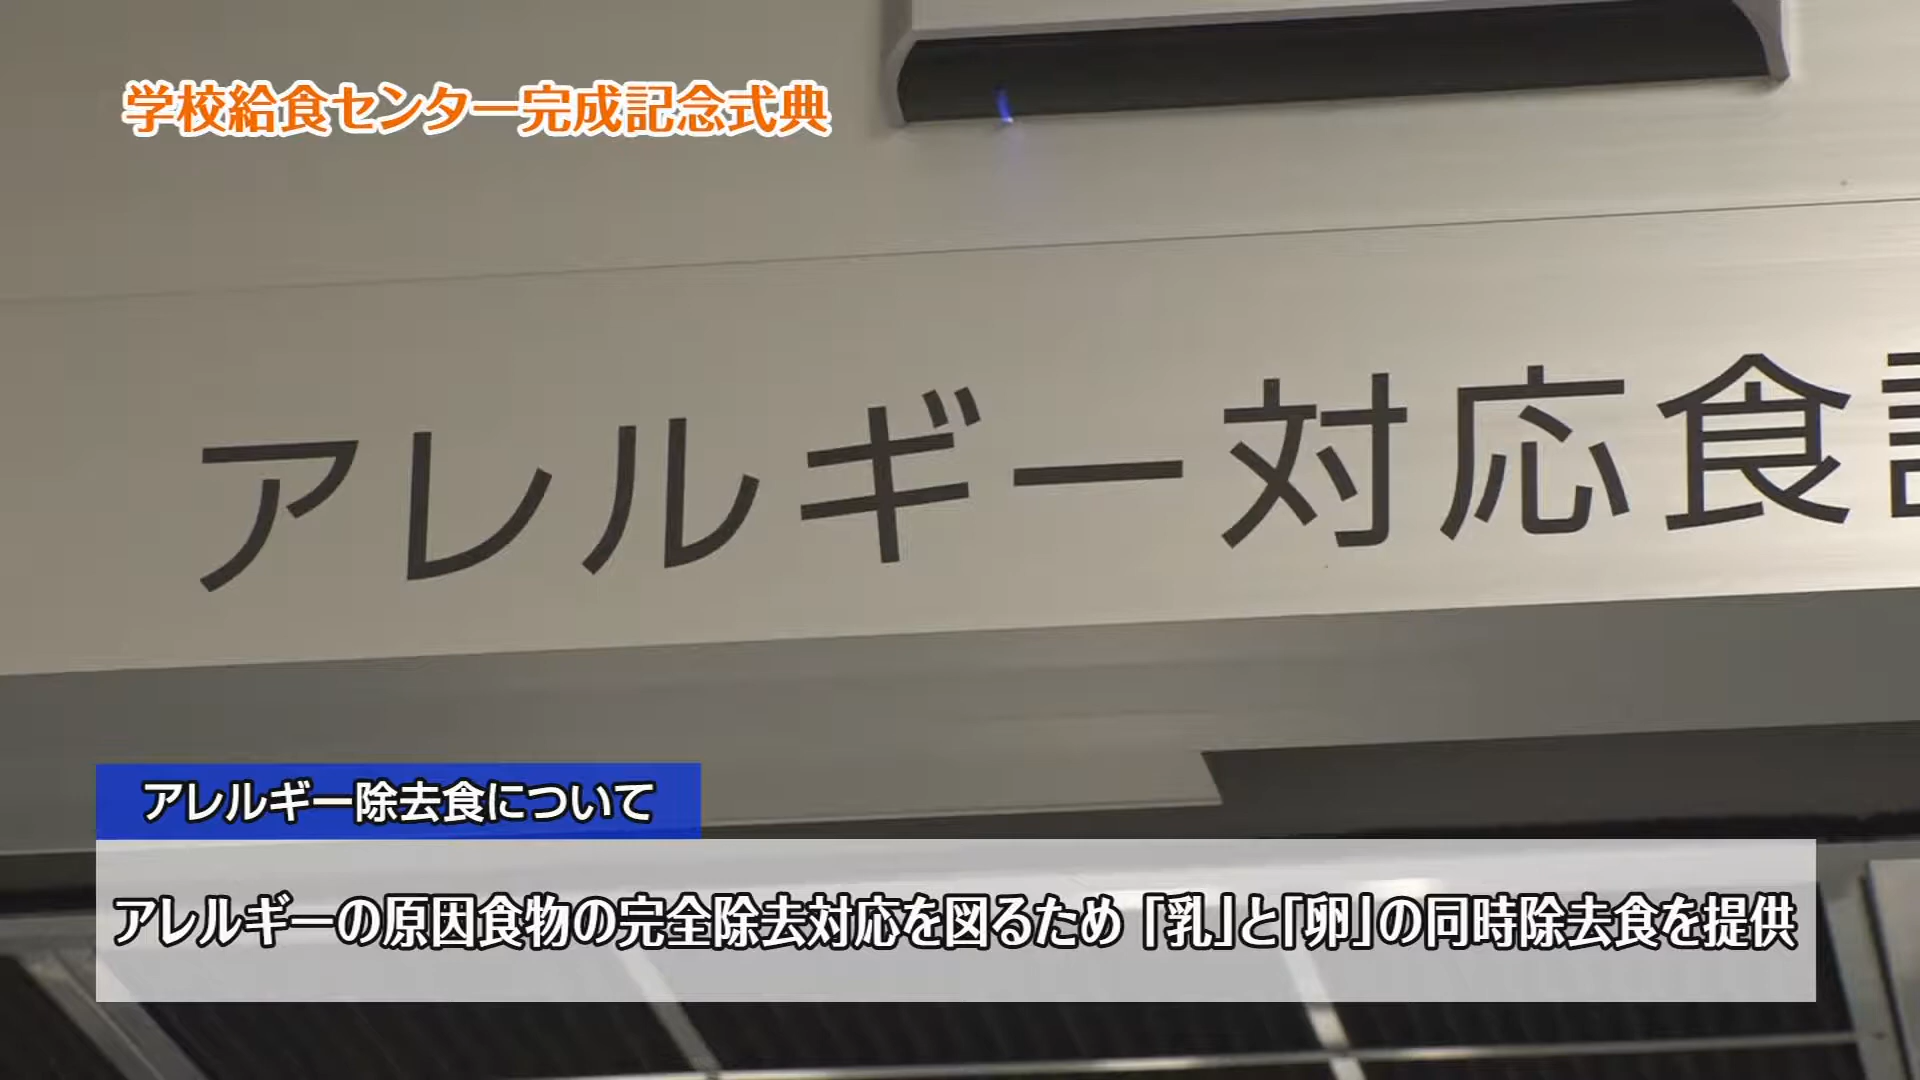 学校給食センター完成記念式典
アレルギー対応食
アレルギー除去食について
アレルギーの原因食物の完全除去対応を図るため「乳」と「卵」の同時除去食を提供